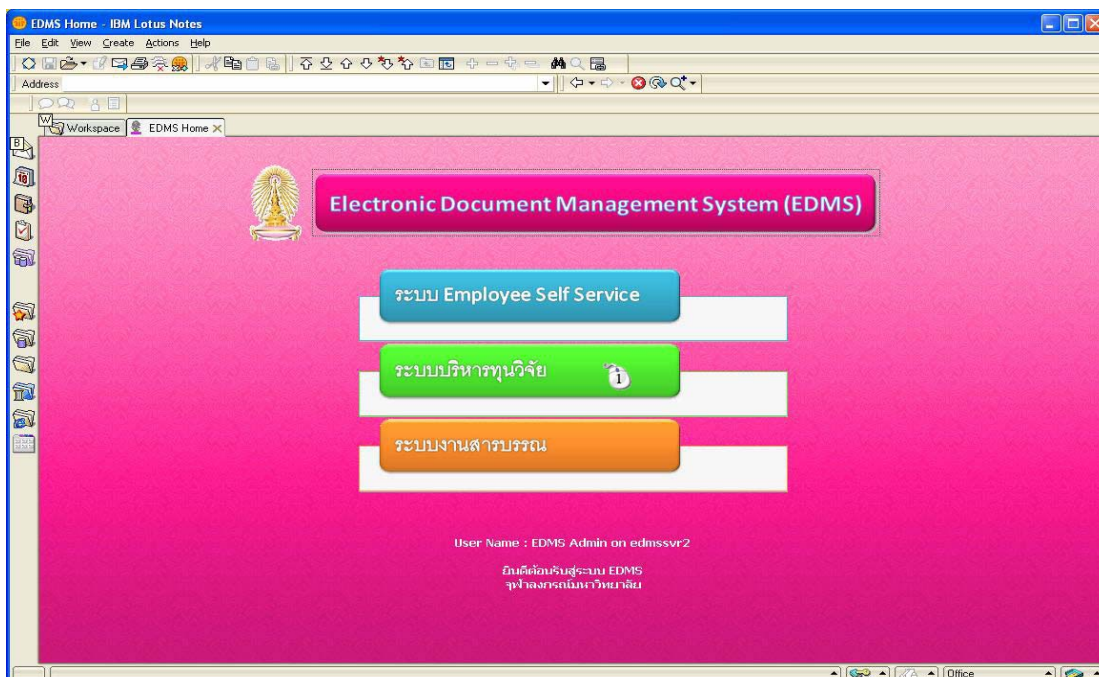 EDMS Home - IBM Lotus Notes
File Edit View Create Actions Help
Address
W
Workspace EDMS Home
B
10
Electronic Document Management System (EDMS)
ระบบ Employee Self Service
ระบบบริหารทุนวิจัย 1
ระบบงานสารบรรณ
User Name : EDMS Admin on edmssvr2
ยินดีต้อนรับสู่ระบบ EDMS
จุฬาลงกรณ์มหาวิทยาลัย
Office